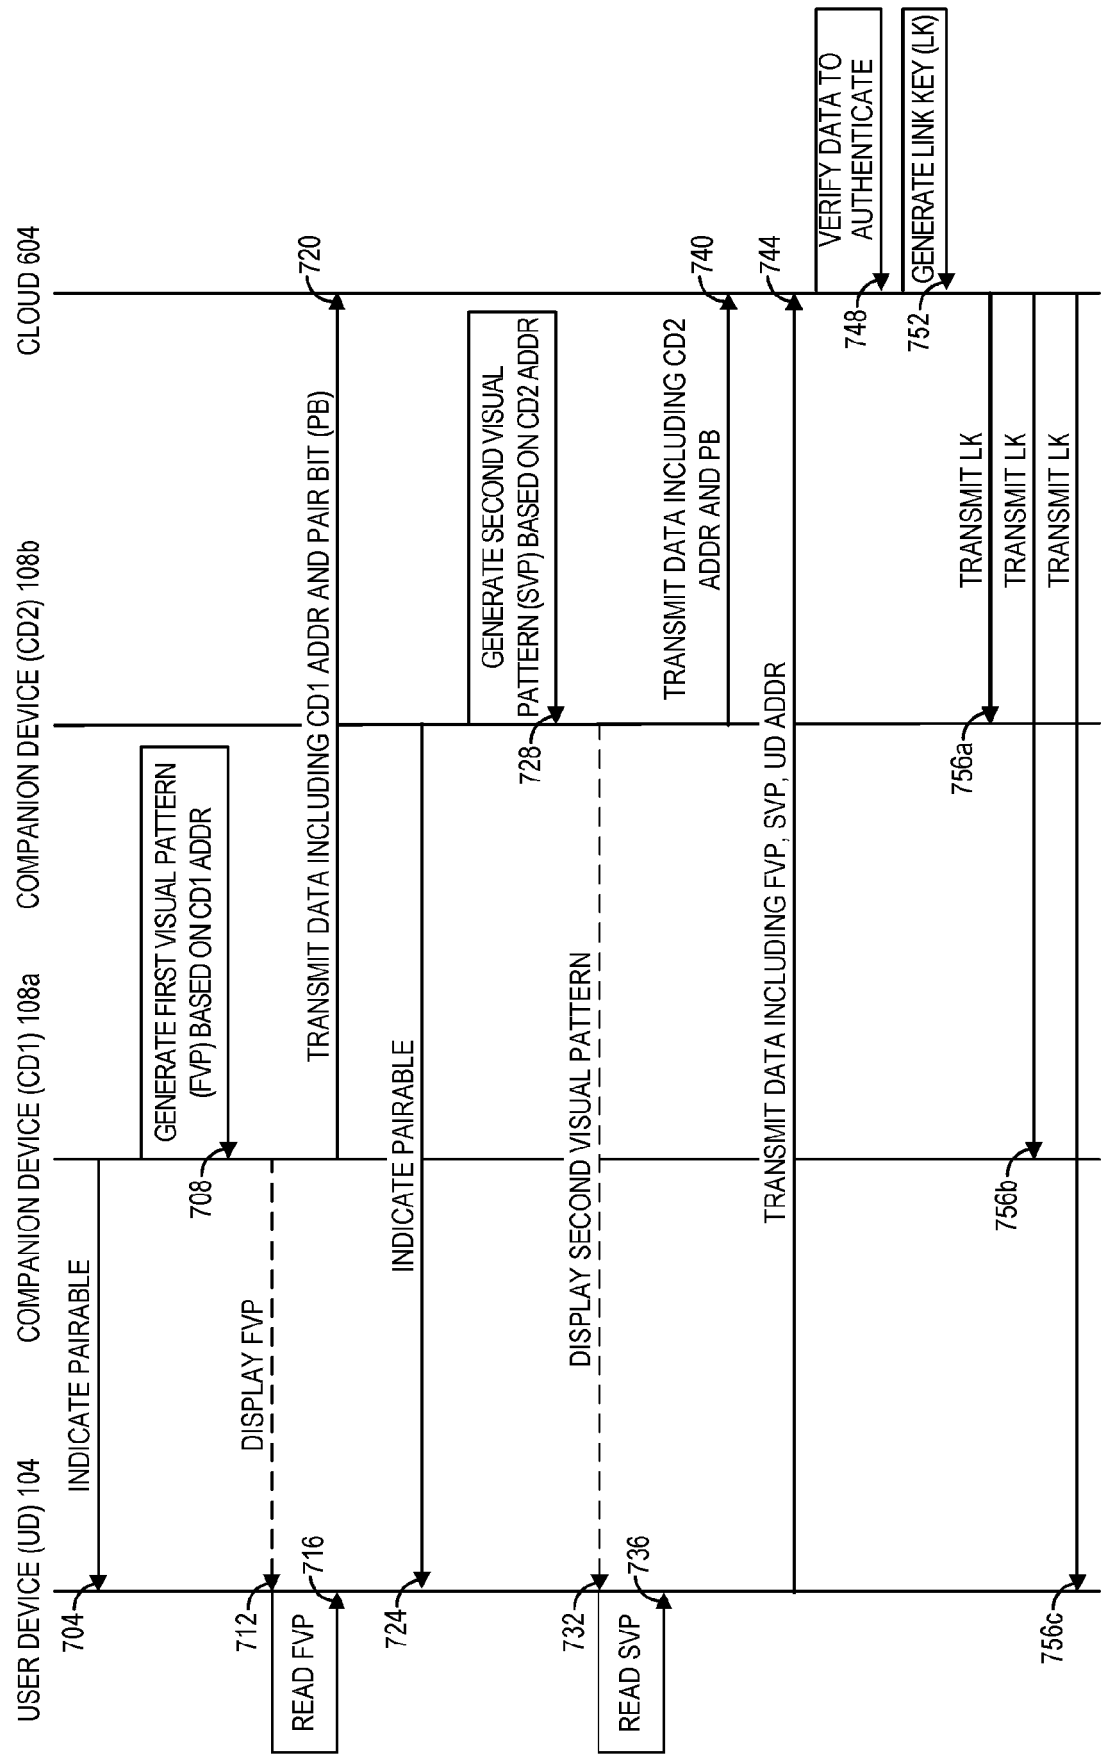 USER DEVICE (UD) 104
COMPANION DEVICE (CD1) 108a
COMPANION DEVICE (CD2) 108b
CLOUD 604
704
INDICATE PAIRABLE
GENERATE FIRST VISUAL PATTERN
(FVP) BASED ON CD1 ADDR
708
712
DISPLAY FVP
READ FVP
716
TRANSMIT DATA INCLUDING CD1 ADDR AND PAIR BIT (PB)
720
724
INDICATE PAIRABLE
GENERATE SECOND VISUAL
PATTERN (SVP) BASED ON CD2 ADDR
728
732
DISPLAY SECOND VISUAL PATTERN
READ SVP
736
TRANSMIT DATA INCLUDING CD2
ADDR AND PB
740
TRANSMIT DATA INCLUDING FVP, SVP, UD ADDR
744
VERIFY DATA TO
AUTHENTICATE
748
GENERATE LINK KEY (LK)
752
TRANSMIT LK
756a
TRANSMIT LK
756b
TRANSMIT LK
756c